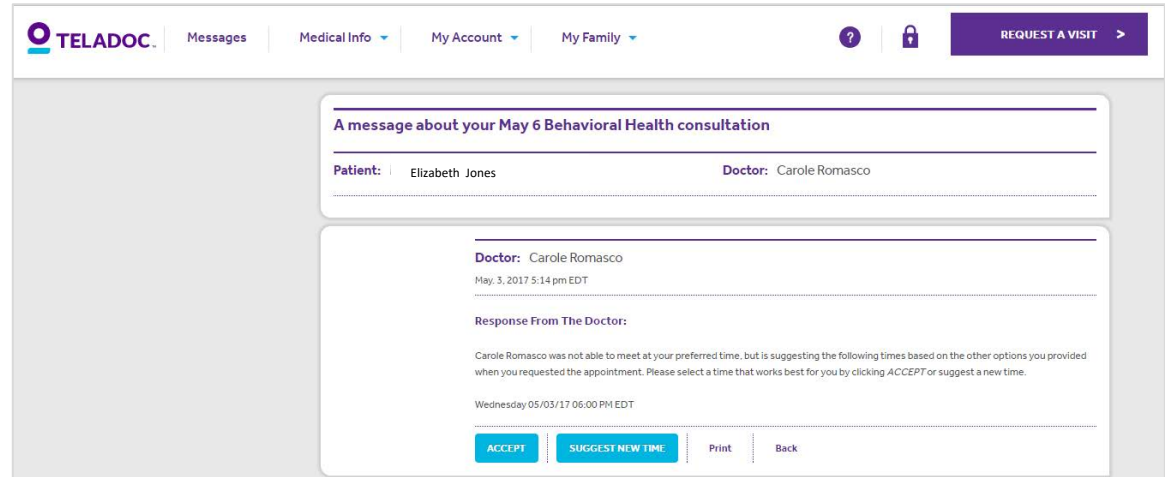 TELADOC. Messages Medical Info My Account My Family ? REQUEST A VISIT >
A message about your May 6 Behavioral Health consultation
Patient: Elizabeth Jones Doctor: Carole Romasco
Doctor: Carole Romasco
May. 3, 2017 5:14 pm EDT
Response From The Doctor:
Carole Romasco was not able to meet at your preferred time, but is suggesting the following times based on the other options you provided
when you requested the appointment. Please select a time that works best for you by clicking ACCEPT or suggest a new time.
Wednesday 05/03/17 06:00 PM EDT
ACCEPT SUGGEST NEW TIME Print Back